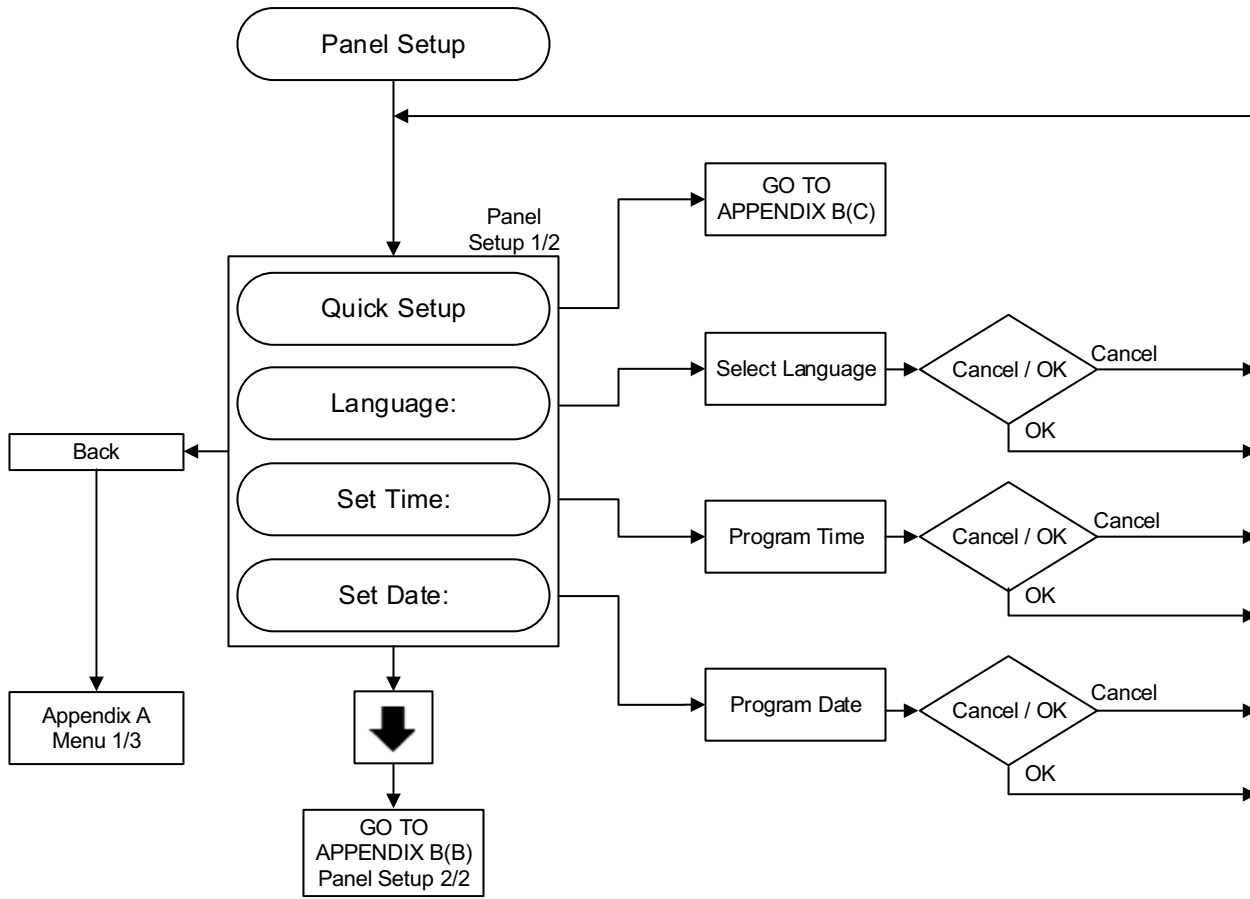 Panel Setup
GO TO
APPENDIX B(C)
Panel
Setup 1/2
Quick Setup
Select Language
Cancel / OK
Cancel
Language:
OK
Back
Set Time:
Program Time
Cancel / OK
Cancel
OK
Set Date:
Program Date
Cancel / OK
Cancel
OK
Appendix A
Menu 1/3
GO TO
APPENDIX B(B)
Panel Setup 2/2